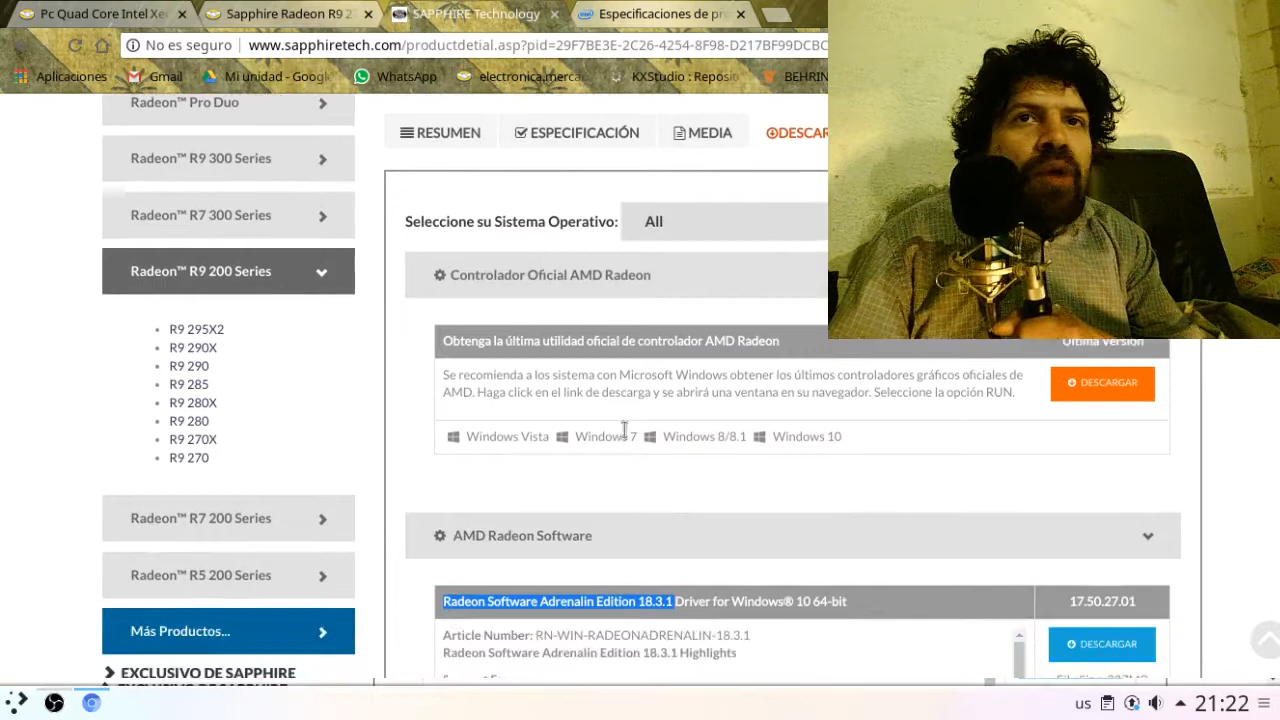 Pc Quad Core Intel Xe
Sapphire Radeon R9 2
SAPPHIRE Technology
Especificaciones de pr
No es seguro
www.sapphiretech.com/productdetial.asp?pid=29F7BE3E-2C26-4254-8F98-D217BF99DCBC
Aplicaciones
Gmail
Mi unidad - Googl
WhatsApp
electronica.merca
KXStudio : Reposi
BEHRIN
Radeon™ Pro Duo
RESUMEN
ESPECIFICACIÓN
MEDIA
DESCAR
Radeon™ R9 300 Series
Radeon™ R7 300 Series
Radeon™ R9 200 Series
R9 295X2
R9 290X
R9 290
R9 285
R9 280X
R9 280
R9 270X
R9 270
Radeon™ R7 200 Series
Radeon™ R5 200 Series
Más Productos...
EXCLUSIVO DE SAPPHIRE
Seleccione su Sistema Operativo:
All
Controlador Oficial AMD Radeon
Obtenga la última utilidad oficial de controlador AMD Radeon
Última Versión
Se recomienda a los sistema con Microsoft Windows obtener los últimos controladores gráficos oficiales de
AMD. Haga click en el link de descarga y se abrirá una ventana en su navegador. Seleccione la opción RUN.
DESCARGAR
Windows Vista
Windows 7
Windows 8/8.1
Windows 10
AMD Radeon Software
Radeon Software Adrenalin Edition 18.3.1 Driver for Windows® 10 64-bit
17.50.27.01
Article Number: RN-WIN-RADEONADRENALIN-18.3.1
Radeon Software Adrenalin Edition 18.3.1 Highlights
DESCARGAR
us
21:22